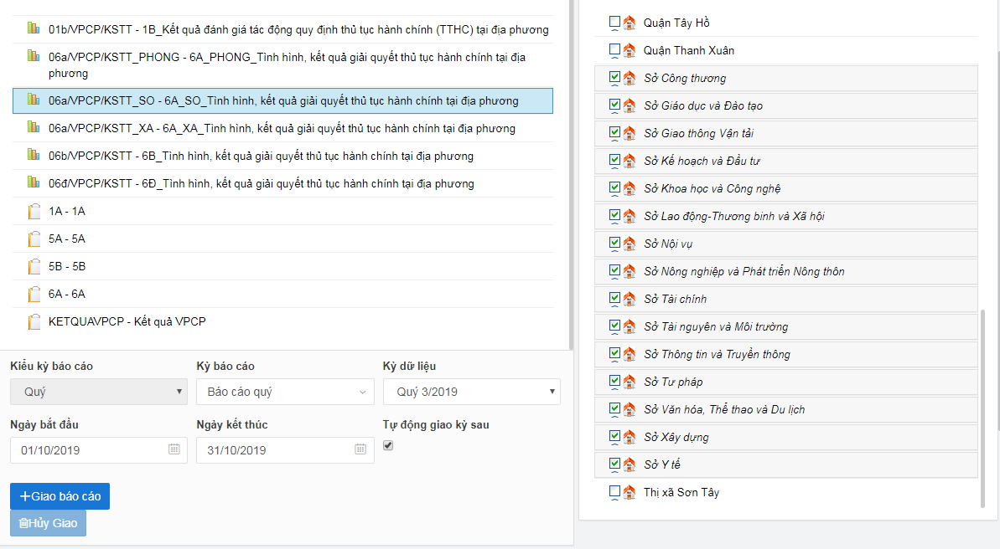 01b/VPCP/KSTT - 1B_Kết quả đánh giá tác động quy định thủ tục hành chính (TTHC) tại địa phương
06a/VPCP/KSTT_PHONG - 6A_PHONG_Tình hình, kết quả giải quyết thủ tục hành chính tại địa
phương
06a/VPCP/KSTT_SO - 6A_SO_Tình hình, kết quả giải quyết thủ tục hành chính tại địa phương
06a/VPCP/KSTT_XA - 6A_XA_Tình hình, kết quả giải quyết thủ tục hành chính tại địa phương
06b/VPCP/KSTT - 6B_Tình hình, kết quả giải quyết thủ tục hành chính tại địa phương
06đ/VPCP/KSTT - 6Đ_Tình hình, kết quả giải quyết thủ tục hành chính tại địa phương
1A - 1A
5A - 5A
5B - 5B
6A - 6A
KETQUAVPCP - Kết quả VPCP
Kiểu kỳ báo cáo Kỳ báo cáo Kỳ dữ liệu
Quý Báo cáo quý Quý 3/2019
Ngày bắt đầu Ngày kết thúc Tự động giao kỳ sau
01/10/2019 31/10/2019
+Giao báo cáo
Hủy Giao
Quận Tây Hồ
Quận Thanh Xuân
Sở Công thương
Sở Giáo dục và Đào tạo
Sở Giao thông Vận tải
Sở Kế hoạch và Đầu tư
Sở Khoa học và Công nghệ
Sở Lao động-Thương binh và Xã hội
Sở Nội vụ
Sở Nông nghiệp và Phát triển Nông thôn
Sở Tài chính
Sở Tài nguyên và Môi trường
Sở Thông tin và Truyền thông
Sở Tư pháp
Sở Văn hóa, Thể thao và Du lịch
Sở Xây dựng
Sở Y tế
Thị xã Sơn Tây